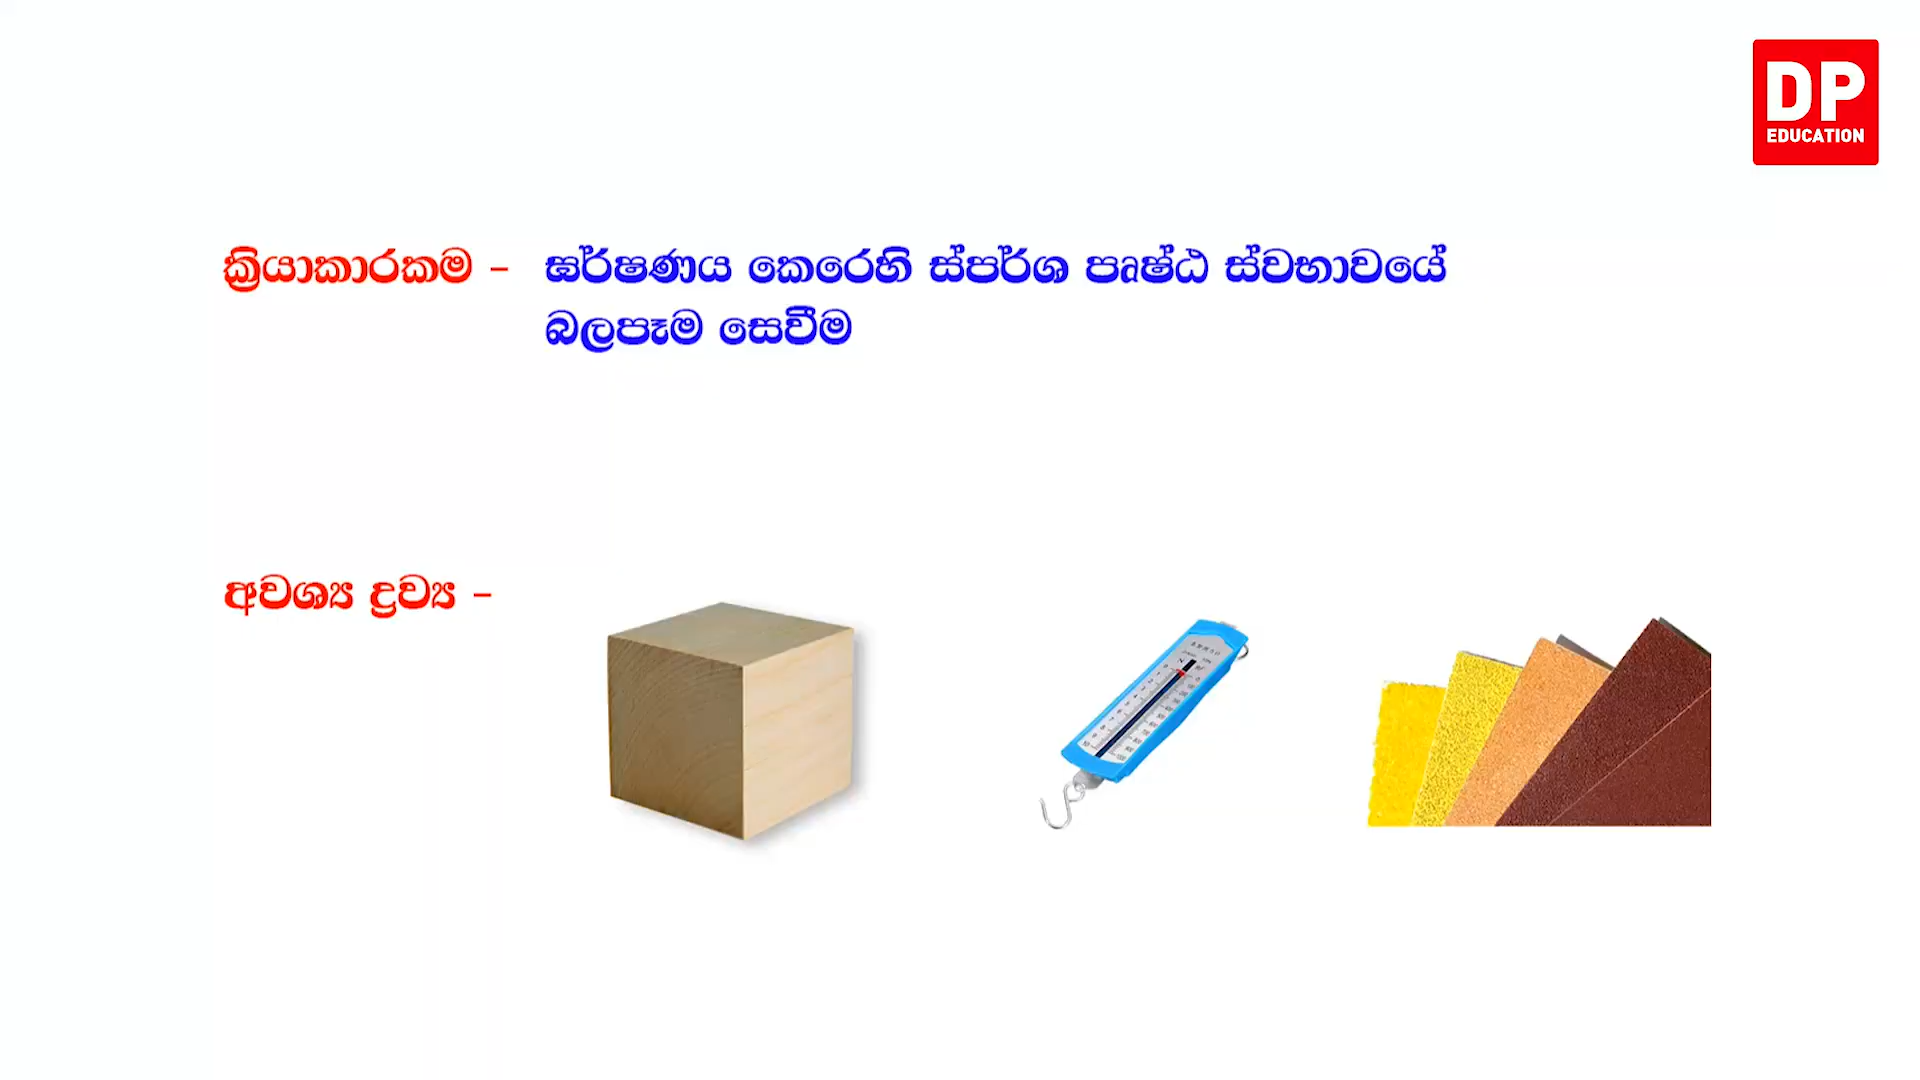 DP
EDUCATION
ක්‍රියාකාරකම - ඝර්ෂණය කෙරෙහි ස්පර්ශ පෘෂ්ඨ ස්වභාවයේ
බලපෑම සෙවීම
අවශ්‍ය ද්‍රව්‍ය -